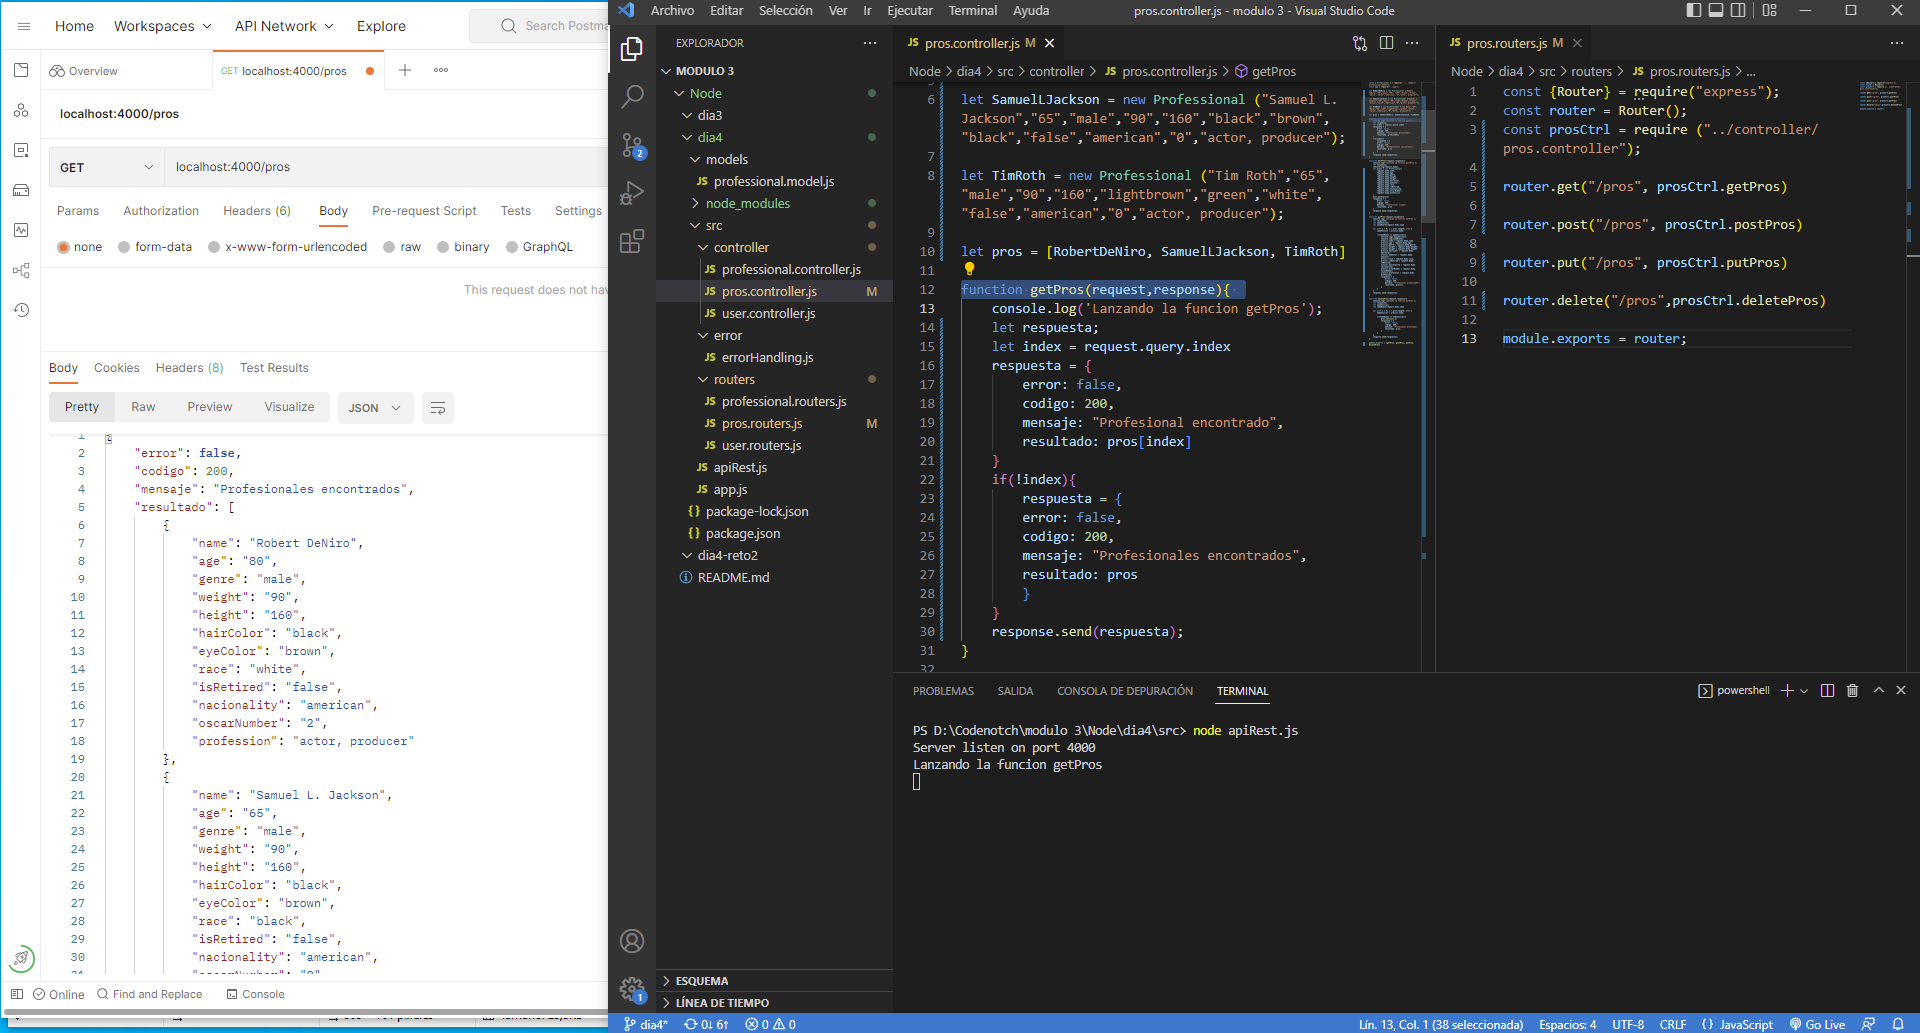 Home
Workspaces
API Network
Explore
Search Postma
Overview
GET localhost:4000/pros
localhost:4000/pros
GET
localhost:4000/pros
Params
Authorization
Headers (6)
Body
Pre-request Script
Tests
Settings
none
form-data
x-www-form-urlencoded
raw
binary
GraphQL
This request does not hav
Body
Cookies
Headers (8)
Test Results
Pretty
Raw
Preview
Visualize
JSON
1 {
2 "error": false,
3 "codigo": 200,
4 "mensaje": "Profesionales encontrados",
5 "resultado": [
6 {
7 "name": "Robert DeNiro",
8 "age": "80",
9 "genre": "male",
10 "weight": "90",
11 "height": "160",
12 "hairColor": "black",
13 "eyeColor": "brown",
14 "race": "white",
15 "isRetired": "false",
16 "nacionality": "american",
17 "oscarNumber": "2",
18 "profession": "actor, producer"
19 },
20 {
21 "name": "Samuel L. Jackson",
22 "age": "65",
23 "genre": "male",
24 "weight": "90",
25 "height": "160",
26 "hairColor": "black",
27 "eyeColor": "brown",
28 "race": "black",
29 "isRetired": "false",
30 "nacionality": "american",
Online
Find and Replace
Console
Archivo
Editar
Selección
Ver
Ir
Ejecutar
Terminal
Ayuda
pros.controller.js - modulo 3 - Visual Studio Code
EXPLORADOR
MODULO 3
Node
dia3
dia4
models
JS professional.model.js
node_modules
src
controller
JS professional.controller.js
JS pros.controller.js M
JS user.controller.js
error
JS errorHandling.js
routers
JS professional.routers.js
JS pros.routers.js M
JS user.routers.js
JS apiRest.js
JS app.js
{} package-lock.json
{} package.json
dia4-reto2
README.md
ESQUEMA
LÍNEA DE TIEMPO
2
1
JS pros.controller.js M
Node > dia4 > src > controller > JS pros.controller.js > getPros
6 let SamuelLJackson = new Professional ("Samuel L.
Jackson","65","male","90","160","black","brown",
"black","false","american","0","actor, producer");
7
8 let TimRoth = new Professional ("Tim Roth","65",
"male","90","160","lightbrown","green","white",
"false","american","0","actor, producer");
9
10 let pros = [RobertDeNiro, SamuelLJackson, TimRoth]
11
12 function getPros(request,response){
13 console.log('Lanzando la funcion getPros');
14 let respuesta;
15 let index = request.query.index
16 respuesta = {
17 error: false,
18 codigo: 200,
19 mensaje: "Profesional encontrado",
20 resultado: pros[index]
21 }
22 if(!index){
23 respuesta = {
24 error: false,
25 codigo: 200,
26 mensaje: "Profesionales encontrados",
27 resultado: pros
28 }
29 }
30 response.send(respuesta);
31 }
32
JS pros.routers.js M
Node > dia4 > src > routers > JS pros.routers.js > ...
1 const {Router} = require("express");
2 const router = Router();
3 const prosCtrl = require ("../controller/
pros.controller");
4
5 router.get("/pros", prosCtrl.getPros)
6
7 router.post("/pros", prosCtrl.postPros)
8
9 router.put("/pros", prosCtrl.putPros)
10
11 router.delete("/pros",prosCtrl.deletePros)
12
13 module.exports = router;
PROBLEMAS
SALIDA
CONSOLA DE DEPURACIÓN
TERMINAL
powershell
PS D:\Codenotch\modulo 3\Node\dia4\src> node apiRest.js
Server listen on port 4000
Lanzando la funcion getPros
dia4*
0↓ 6↑
0 0
Lín. 13, Col. 1 (38 seleccionada)
Espacios: 4
UTF-8
CRLF
{} JavaScript
Go Live